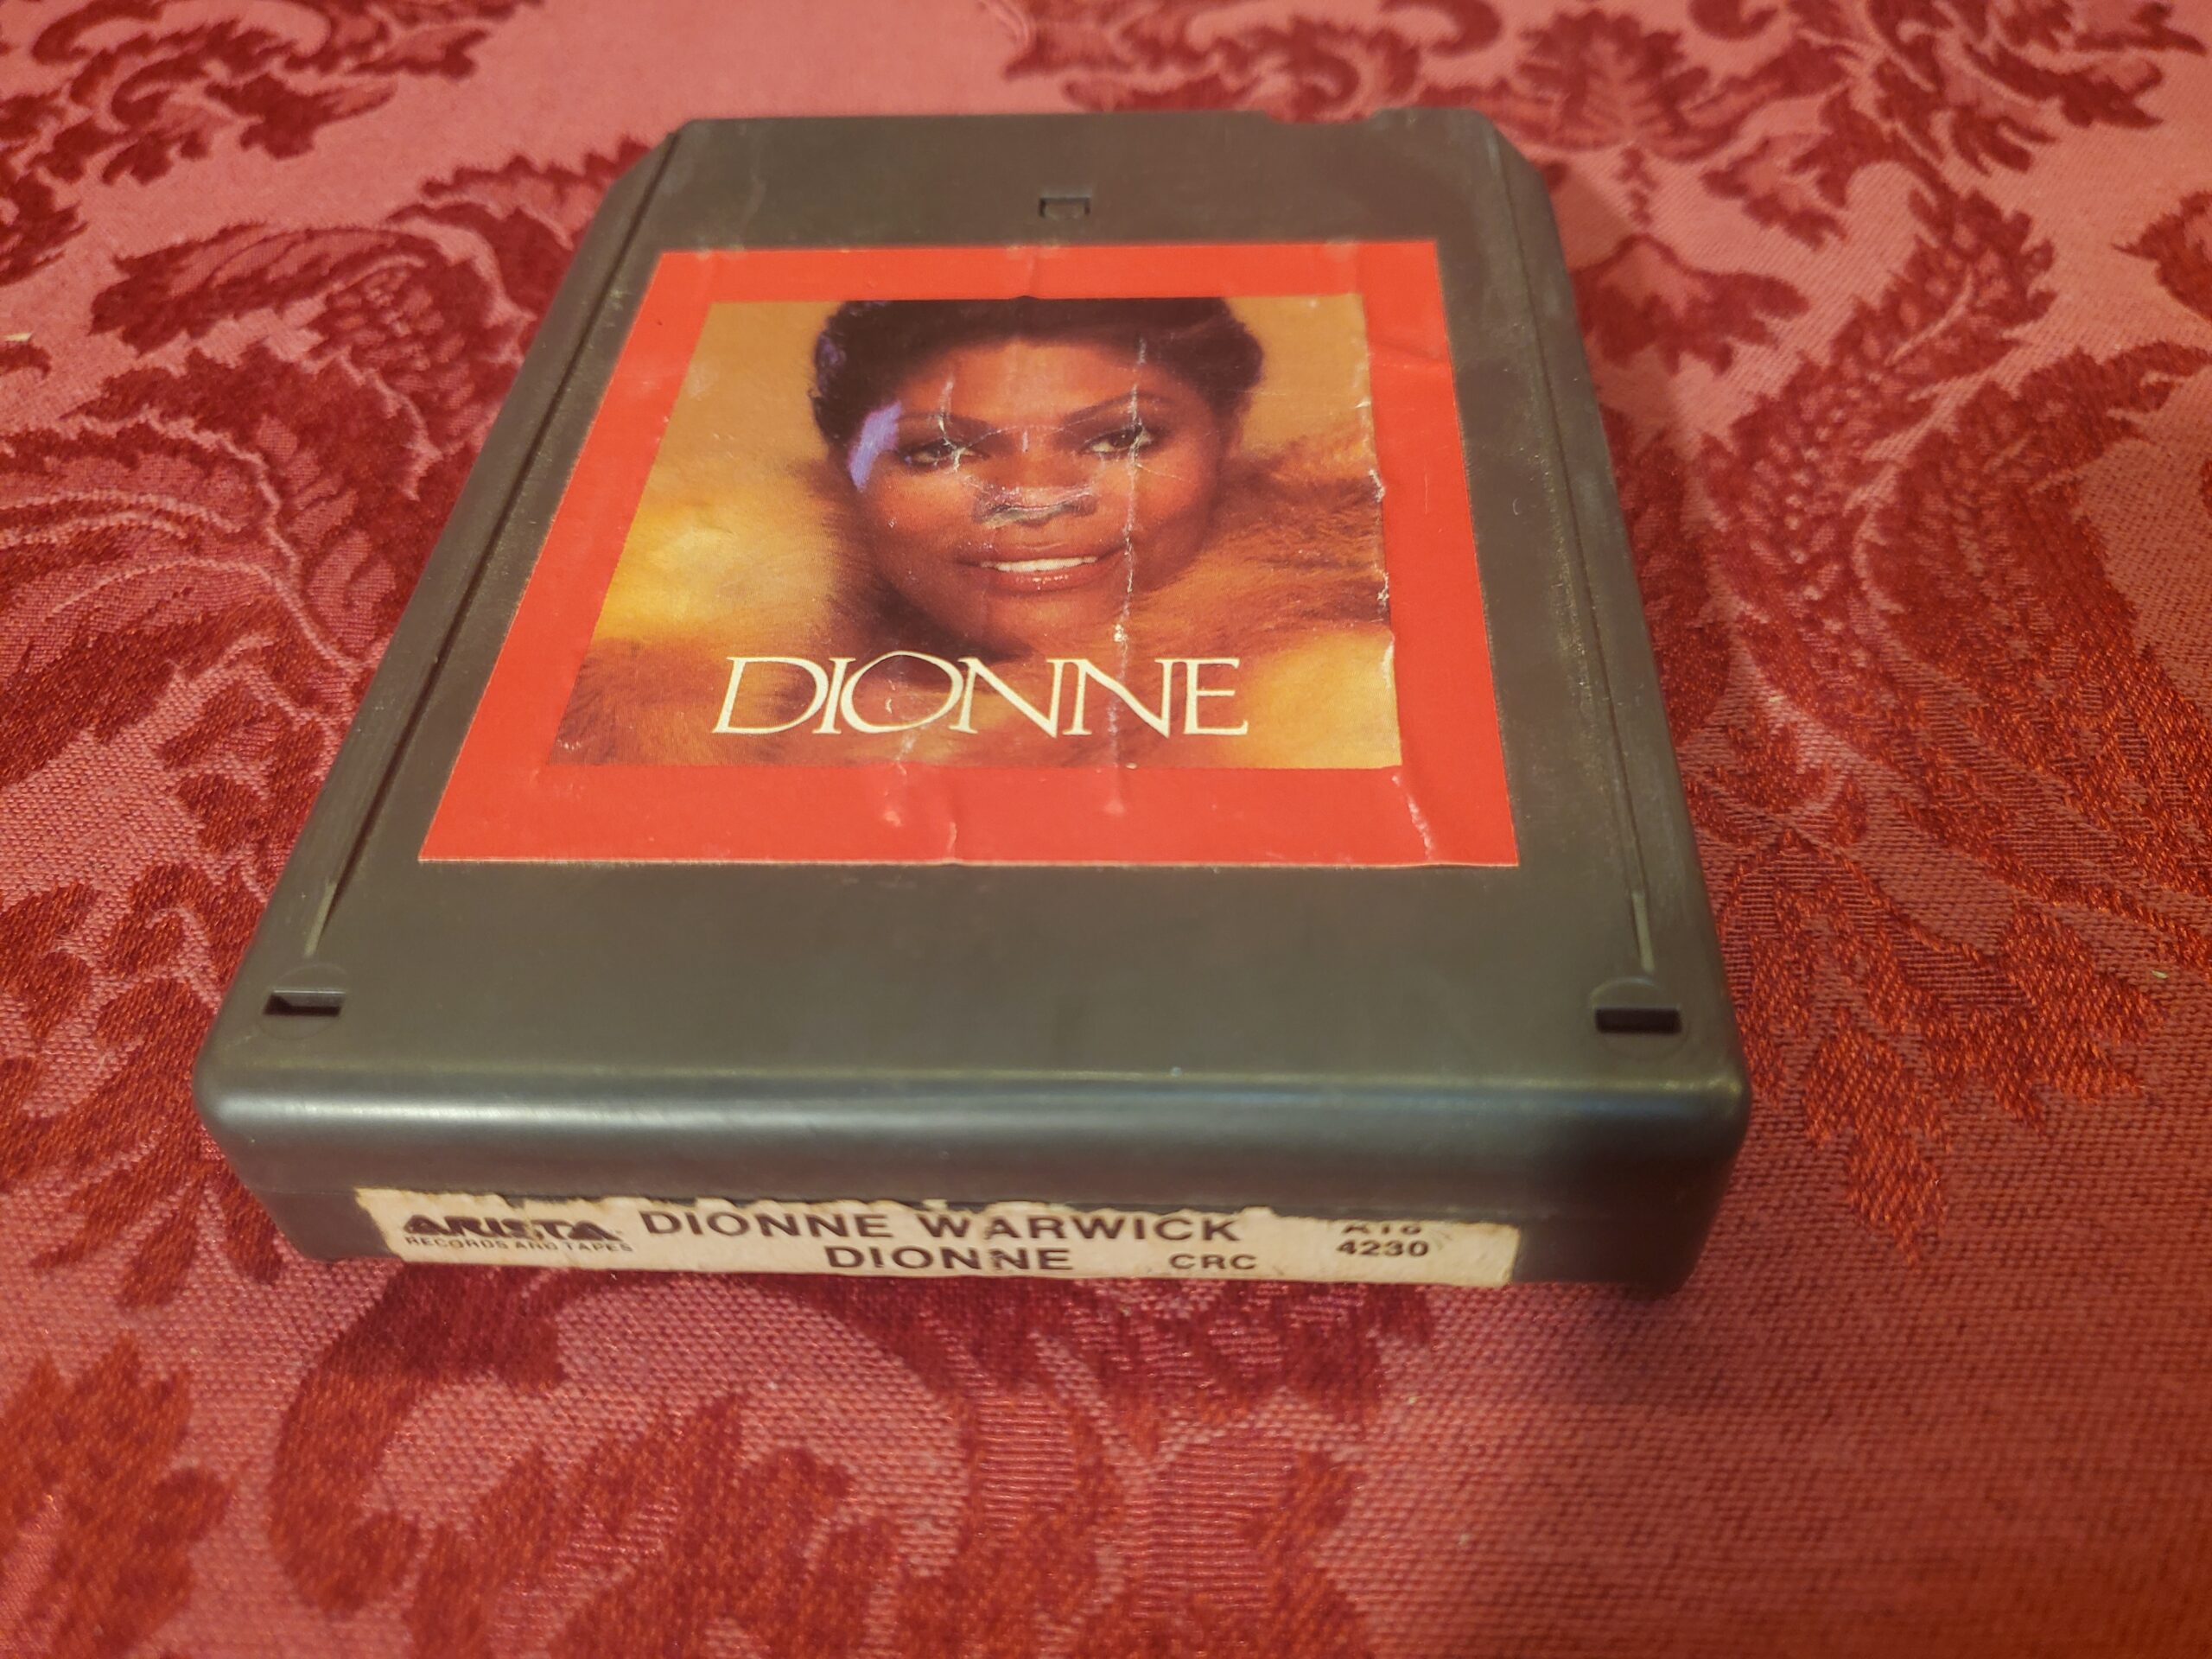 DIONNE
ARISTA
RECORDS AND TAPES
DIONNE WARWICK
DIONNE CRC
4230